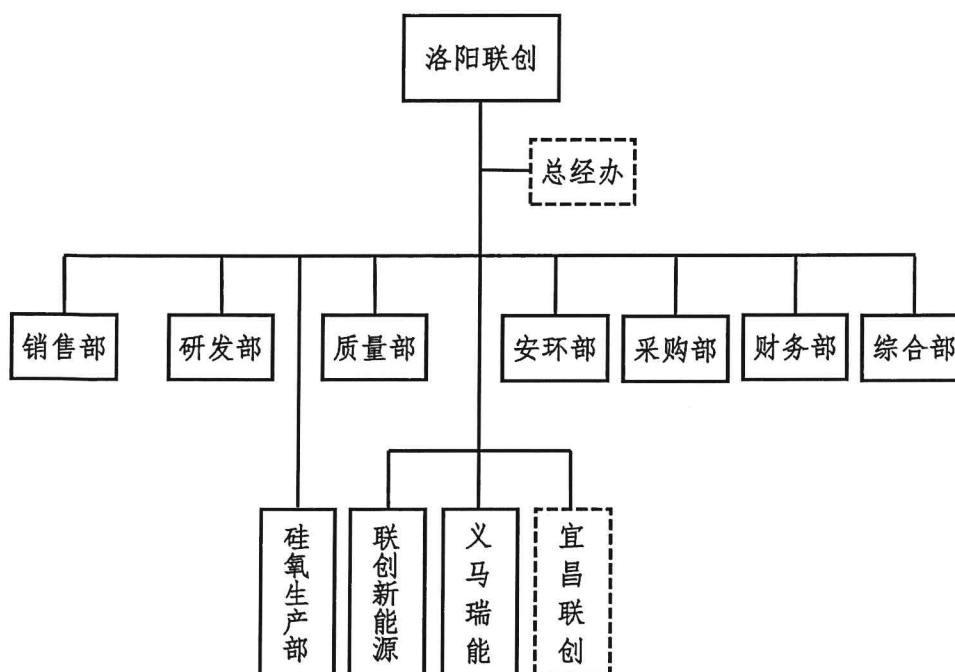 洛阳联创
总经办
销售部
研发部
质量部
安环部
采购部
财务部
综合部
硅氧生产部
联创新能源
义马瑞能
宜昌联创